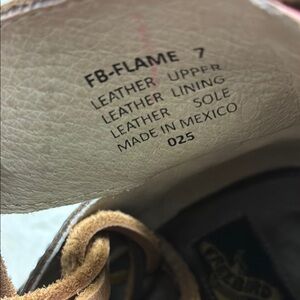 FB-FLAME 7
LEATHER UPPER
LEATHER LINING
LEATHER SOLE
MADE IN MEXICO
025